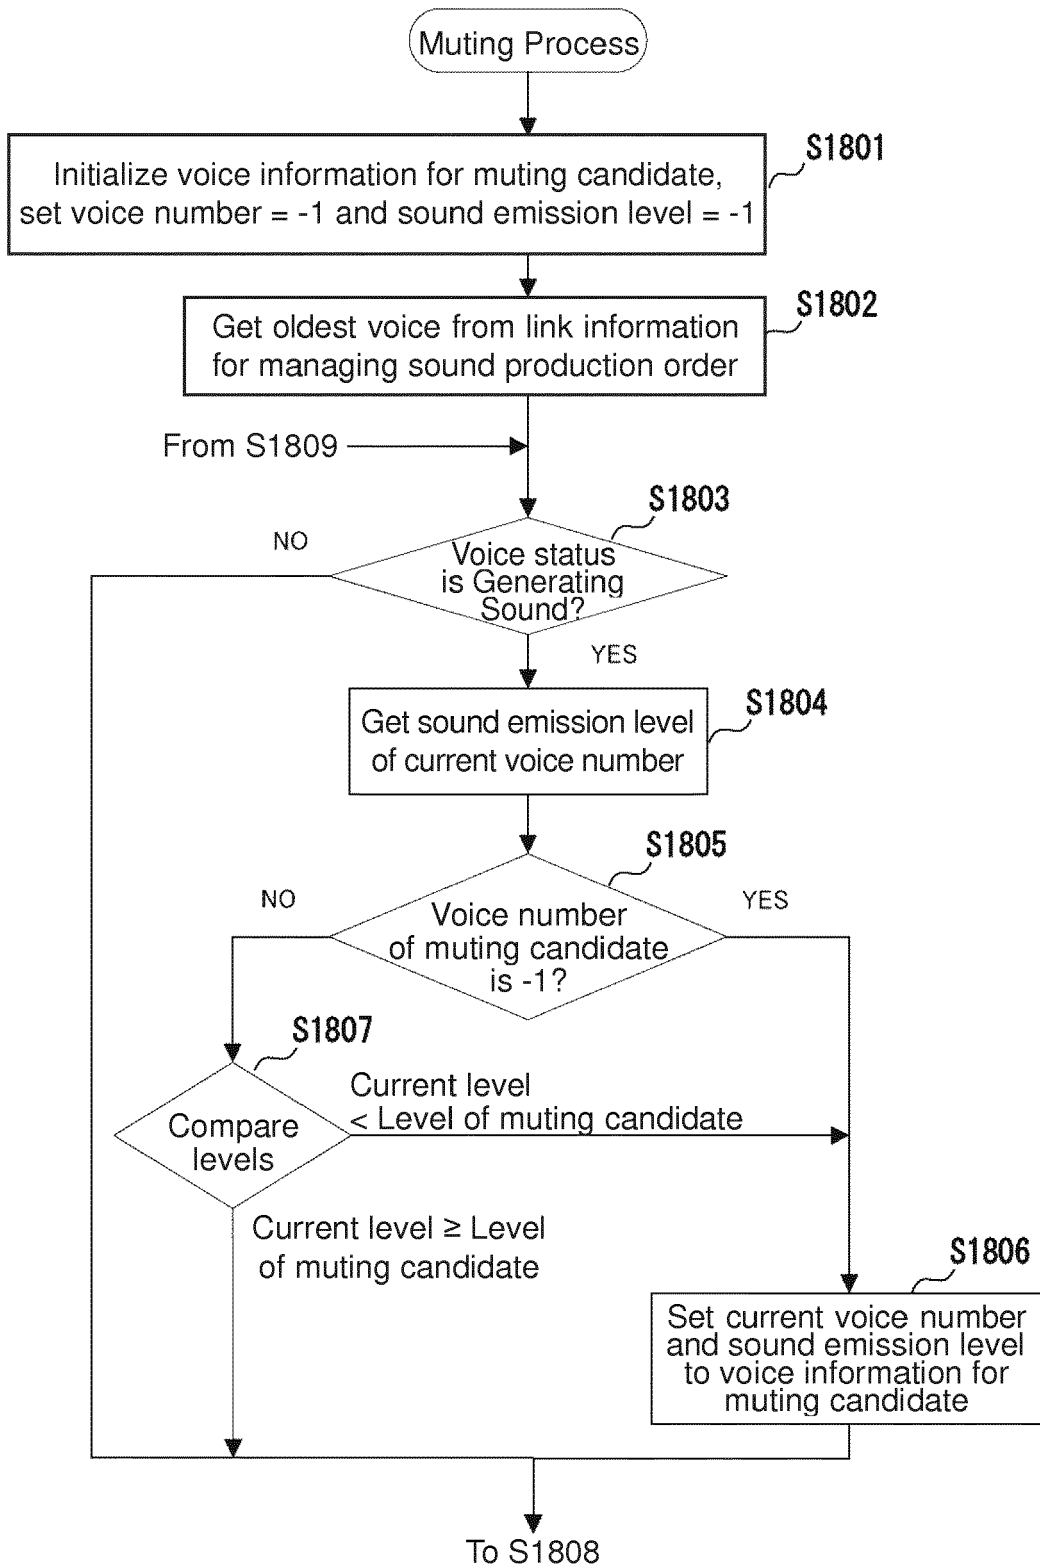 Muting Process
S1801
Initialize voice information for muting candidate,
set voice number = -1 and sound emission level = -1
S1802
Get oldest voice from link information
for managing sound production order
From S1809
S1803
NO
Voice status
is Generating
Sound?
YES
S1804
Get sound emission level
of current voice number
S1805
NO
YES
Voice number
of muting candidate
is -1?
S1807
Current level
< Level of muting candidate
Compare
levels
Current level ≥ Level
of muting candidate
S1806
Set current voice number
and sound emission level
to voice information for
muting candidate
To S1808